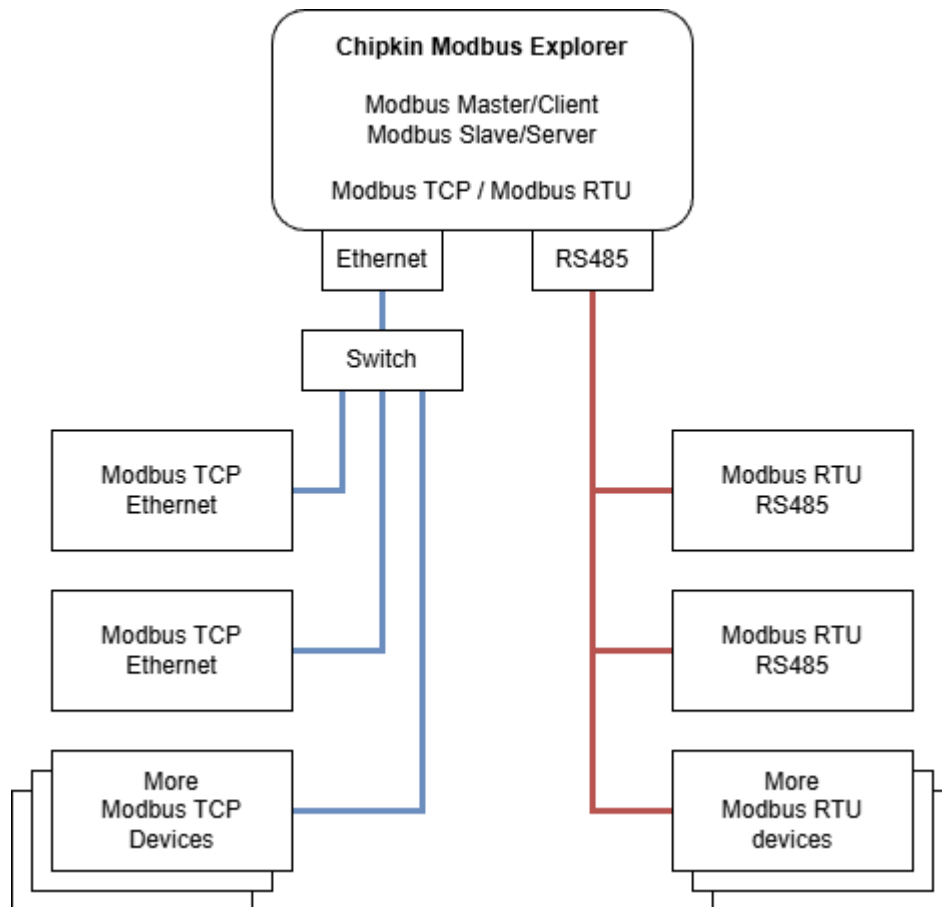 Chipkin Modbus Explorer
Modbus Master/Client
Modbus Slave/Server
Modbus TCP / Modbus RTU
Ethernet
RS485
Switch
Modbus TCP
Ethernet
Modbus RTU
RS485
Modbus TCP
Ethernet
Modbus RTU
RS485
More
Modbus TCP
Devices
More
Modbus RTU
devices